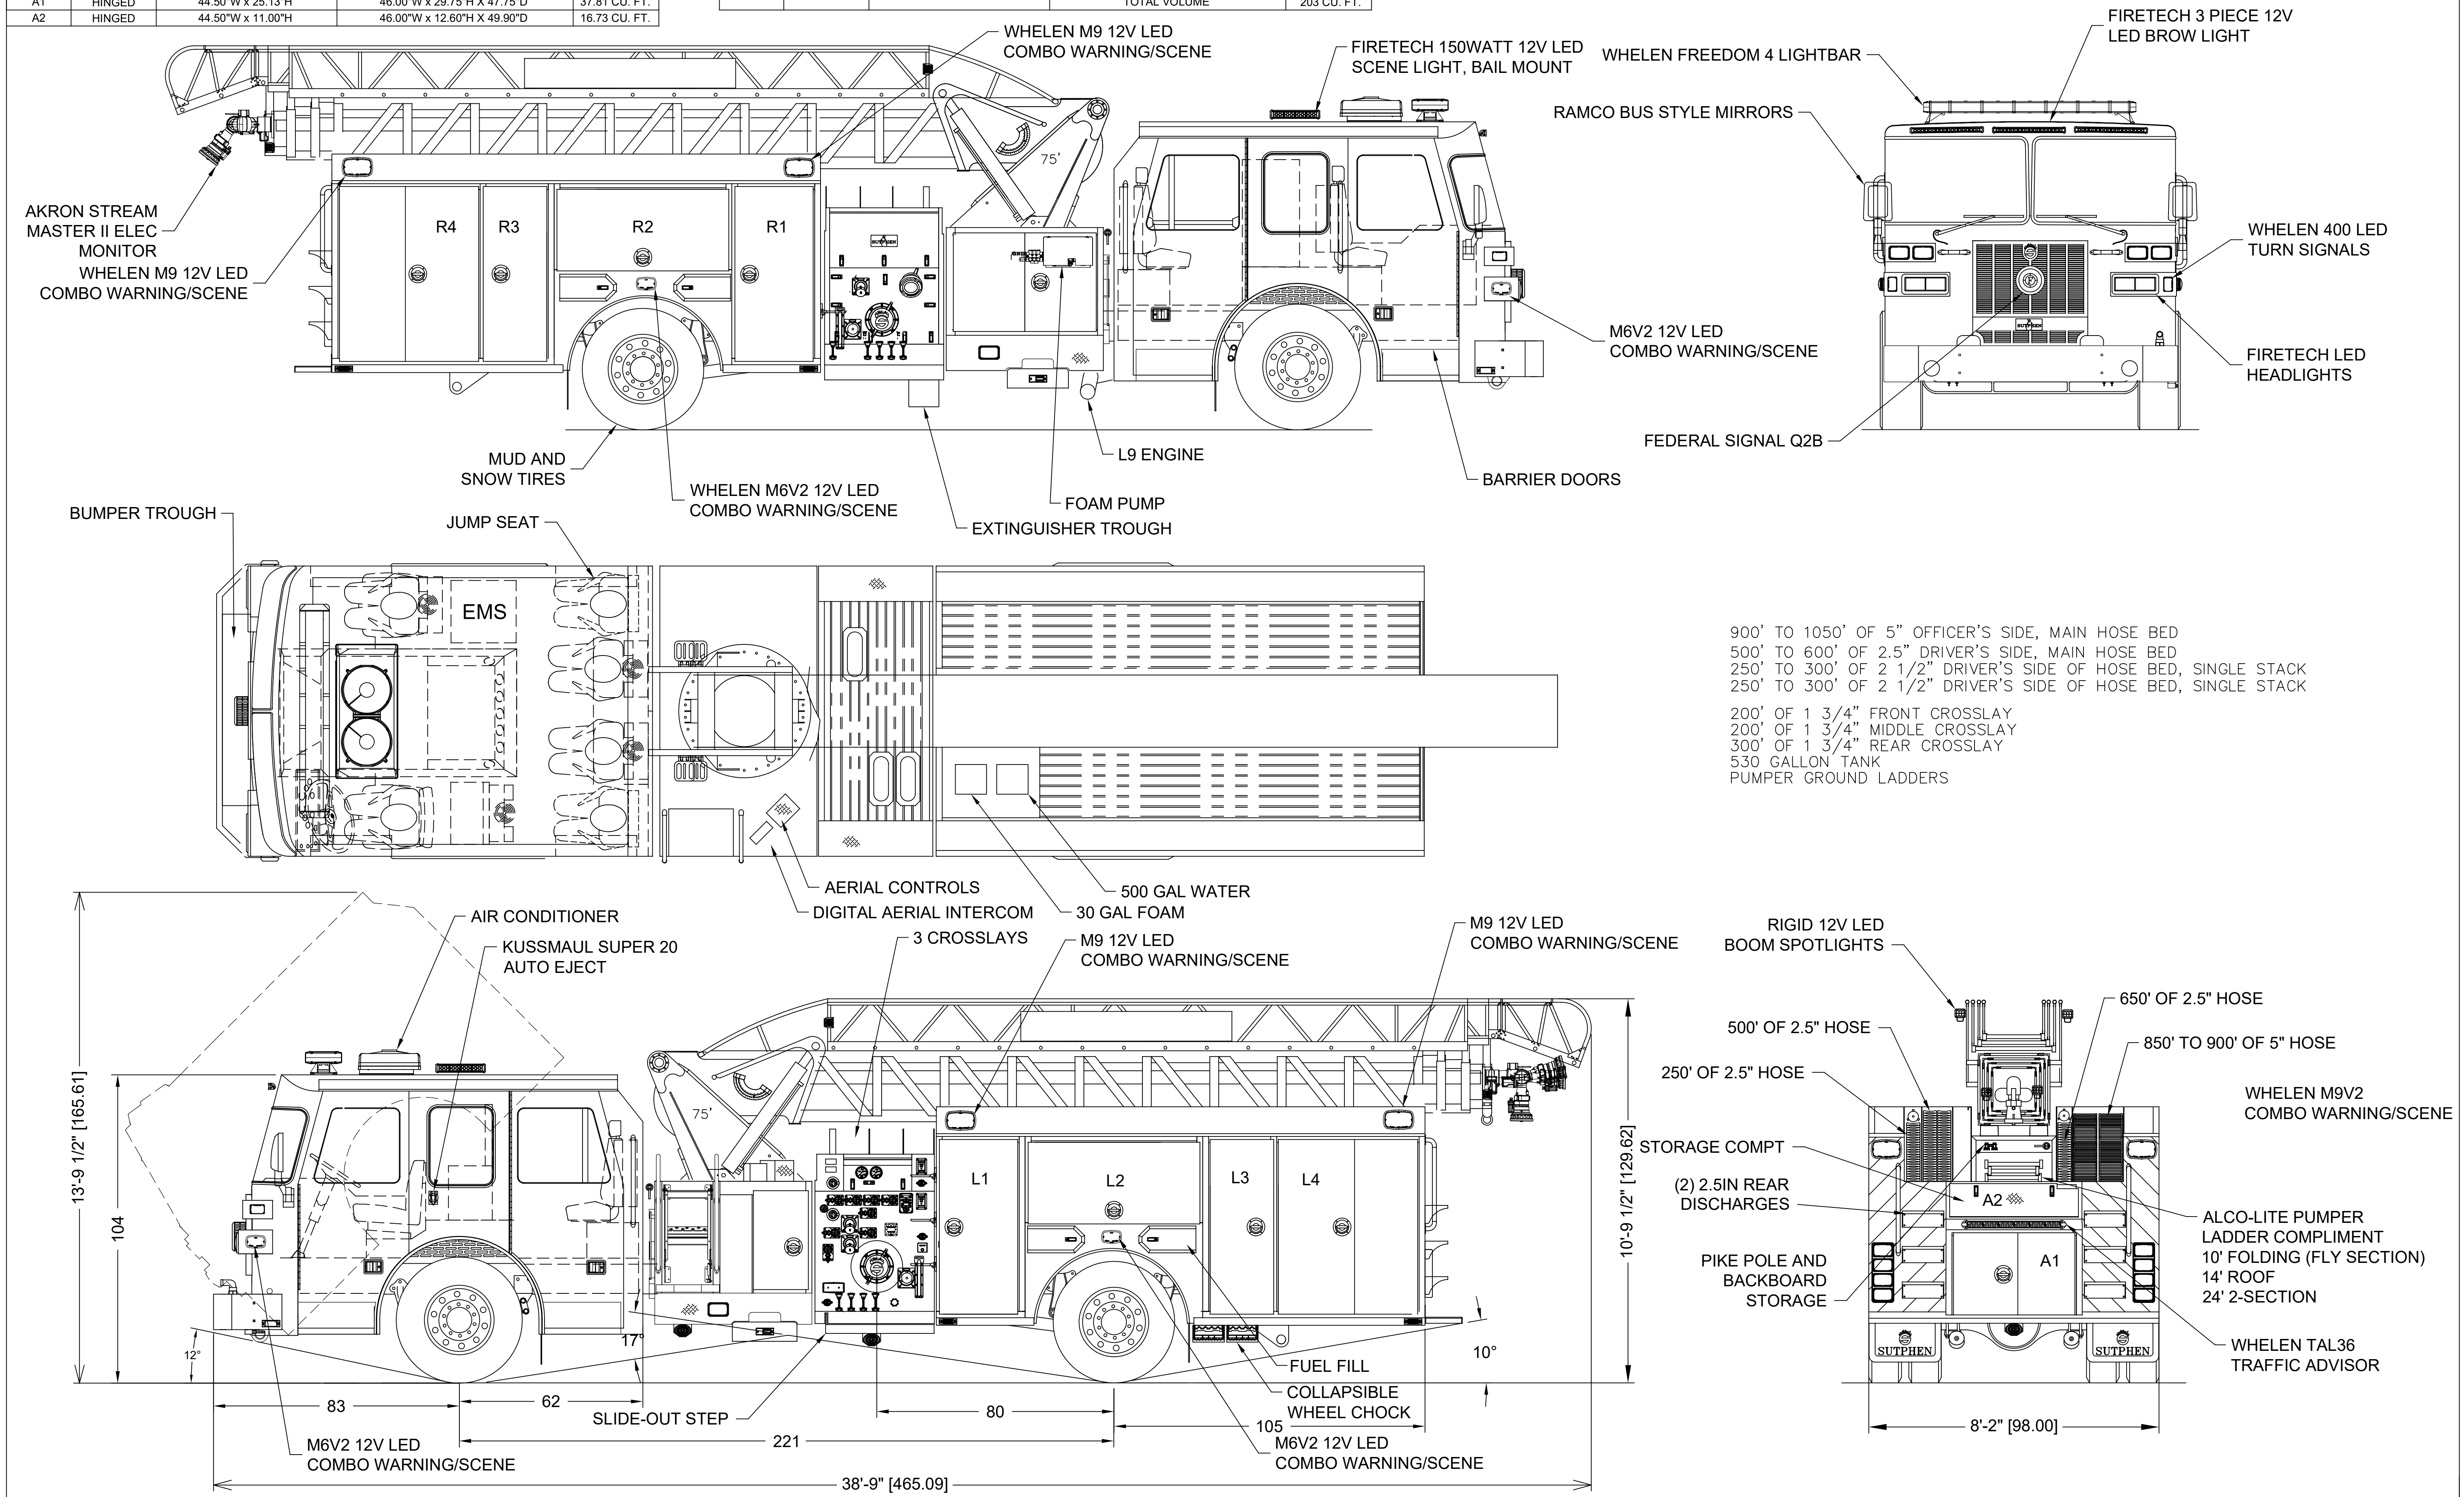 A1 HINGED 44.50"W x 25.13"H 46.00"W x 29.75"H X 47.75"D 37.81 CU. FT.
A2 HINGED 44.50"W x 11.00"H 46.00"W x 12.60"H X 49.90"D 16.73 CU. FT.
TOTAL VOLUME 203 CU. FT.
WHELEN M9 12V LED
COMBO WARNING/SCENE
FIRETECH 150WATT 12V LED
SCENE LIGHT, BAIL MOUNT
WHELEN FREEDOM 4 LIGHTBAR
FIRETECH 3 PIECE 12V
LED BROW LIGHT
RAMCO BUS STYLE MIRRORS
75'
AKRON STREAM
MASTER II ELEC
MONITOR
WHELEN M9 12V LED
COMBO WARNING/SCENE
R4
R3
R2
R1
SUTPHEN
WHELEN 400 LED
TURN SIGNALS
SUTPHEN
M6V2 12V LED
COMBO WARNING/SCENE
FIRETECH LED
HEADLIGHTS
FEDERAL SIGNAL Q2B
MUD AND
SNOW TIRES
WHELEN M6V2 12V LED
COMBO WARNING/SCENE
L9 ENGINE
FOAM PUMP
EXTINGUISHER TROUGH
BARRIER DOORS
BUMPER TROUGH
JUMP SEAT
EMS
900' TO 1050' OF 5" OFFICER'S SIDE, MAIN HOSE BED
500' TO 600' OF 2.5" DRIVER'S SIDE, MAIN HOSE BED
250' TO 300' OF 2 1/2" DRIVER'S SIDE OF HOSE BED, SINGLE STACK
250' TO 300' OF 2 1/2" DRIVER'S SIDE OF HOSE BED, SINGLE STACK
200' OF 1 3/4" FRONT CROSSLAY
200' OF 1 3/4" MIDDLE CROSSLAY
300' OF 1 3/4" REAR CROSSLAY
530 GALLON TANK
PUMPER GROUND LADDERS
AERIAL CONTROLS
DIGITAL AERIAL INTERCOM
500 GAL WATER
30 GAL FOAM
AIR CONDITIONER
KUSSMAUL SUPER 20
AUTO EJECT
3 CROSSLAYS
M9 12V LED
COMBO WARNING/SCENE
M9 12V LED
COMBO WARNING/SCENE
75'
L1
L2
L3
L4
13'-9 1/2" [165.61]
104
12°
17°
10°
10'-9 1/2" [129.62]
83
62
SLIDE-OUT STEP
80
105
221
38'-9" [465.09]
FUEL FILL
COLLAPSIBLE
WHEEL CHOCK
M6V2 12V LED
COMBO WARNING/SCENE
M6V2 12V LED
COMBO WARNING/SCENE
RIGID 12V LED
BOOM SPOTLIGHTS
650' OF 2.5" HOSE
500' OF 2.5" HOSE
850' TO 900' OF 5" HOSE
250' OF 2.5" HOSE
WHELEN M9V2
COMBO WARNING/SCENE
STORAGE COMPT
(2) 2.5IN REAR
DISCHARGES
A2
A1
PIKE POLE AND
BACKBOARD
STORAGE
ALCO-LITE PUMPER
LADDER COMPLIMENT
10' FOLDING (FLY SECTION)
14' ROOF
24' 2-SECTION
WHELEN TAL36
TRAFFIC ADVISOR
SUTPHEN
SUTPHEN
8'-2" [98.00]